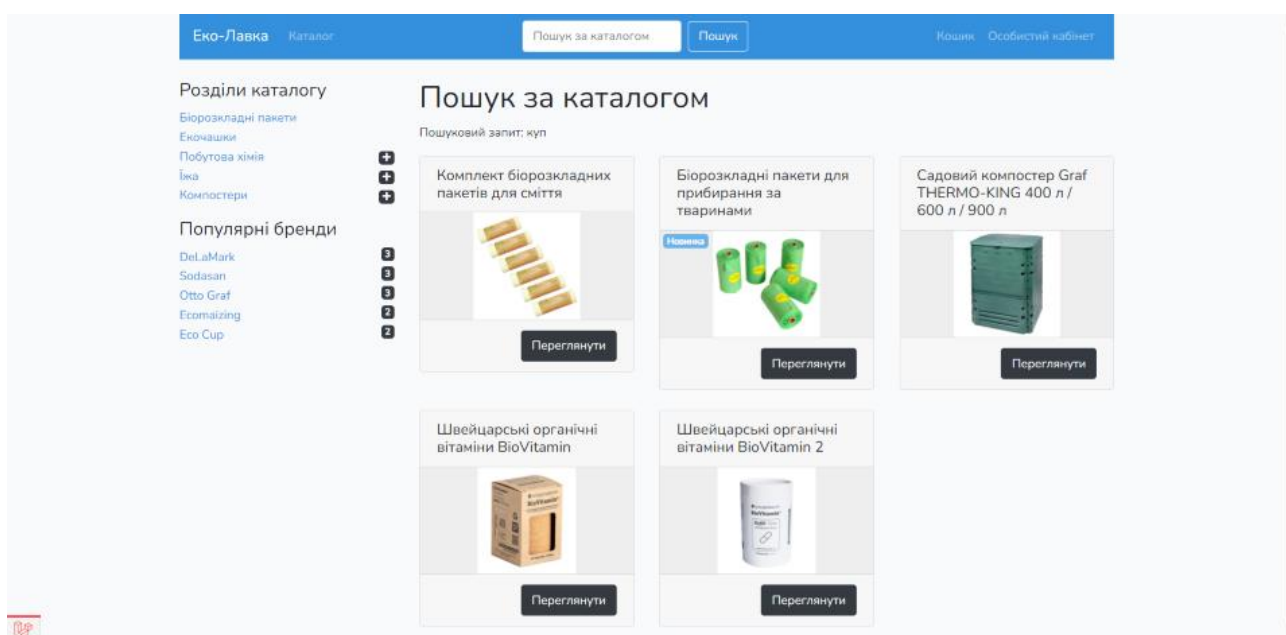 Еко-Лавка Каталог Пошук за каталогом Пошук Кошик Особистий кабінет
Розділи каталогу
Біорозкладні пакети
Екочашки
Побутова хімія
Їжа
Компостери
Популярні бренди
DeLaMark 3
Sodasan 3
Otto Graf 3
Ecomaizing 2
Eco Cup 2
Пошук за каталогом
Пошуковий запит: куп
Комплект біорозкладних
пакетів для сміття
Переглянути
Біорозкладні пакети для
прибирання за
тваринами
Новинка
Переглянути
Садовий компостер Graf
THERMO-KING 400 л /
600 л / 900 л
Переглянути
Швейцарські органічні
вітаміни BioVitamin
BioVitamin
Переглянути
Швейцарські органічні
вітаміни BioVitamin 2
BioVitamin
Переглянути